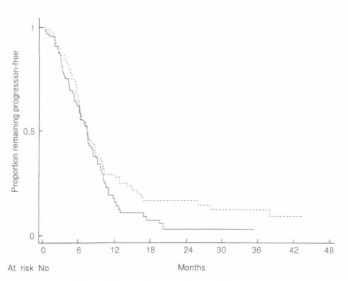 1
0.5
0
Proportion remaining progression-free
0 6 12 18 24 30 36 42 48
At risk No Months